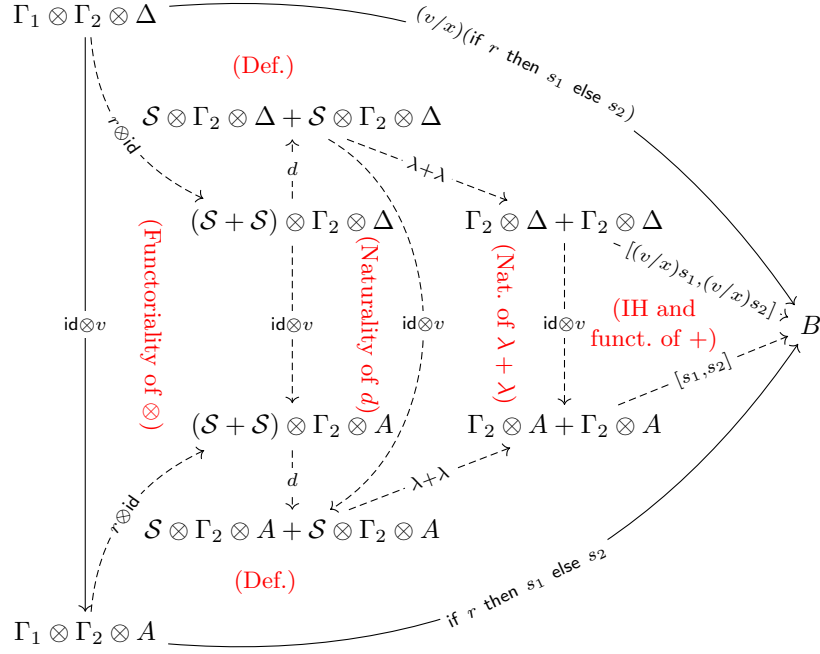 Γ₁ ⊗ Γ₂ ⊗ Δ
(v/x)(if r then s₁ else s₂)
(Def.)
𝒮 ⊗ Γ₂ ⊗ Δ + 𝒮 ⊗ Γ₂ ⊗ Δ
r⊗id
d
λ+λ
(𝒮 + 𝒮) ⊗ Γ₂ ⊗ Δ
Γ₂ ⊗ Δ + Γ₂ ⊗ Δ
[(v/x)s₁,(v/x)s₂]
(Functoriality of ⊗)
(Naturality of d)
(Nat. of λ + λ)
(IH and
funct. of +)
id⊗v
id⊗v
id⊗v
id⊗v
B
[s₁,s₂]
(𝒮 + 𝒮) ⊗ Γ₂ ⊗ A
Γ₂ ⊗ A + Γ₂ ⊗ A
r⊗id
d
λ+λ
𝒮 ⊗ Γ₂ ⊗ A + 𝒮 ⊗ Γ₂ ⊗ A
(Def.)
if r then s₁ else s₂
Γ₁ ⊗ Γ₂ ⊗ A